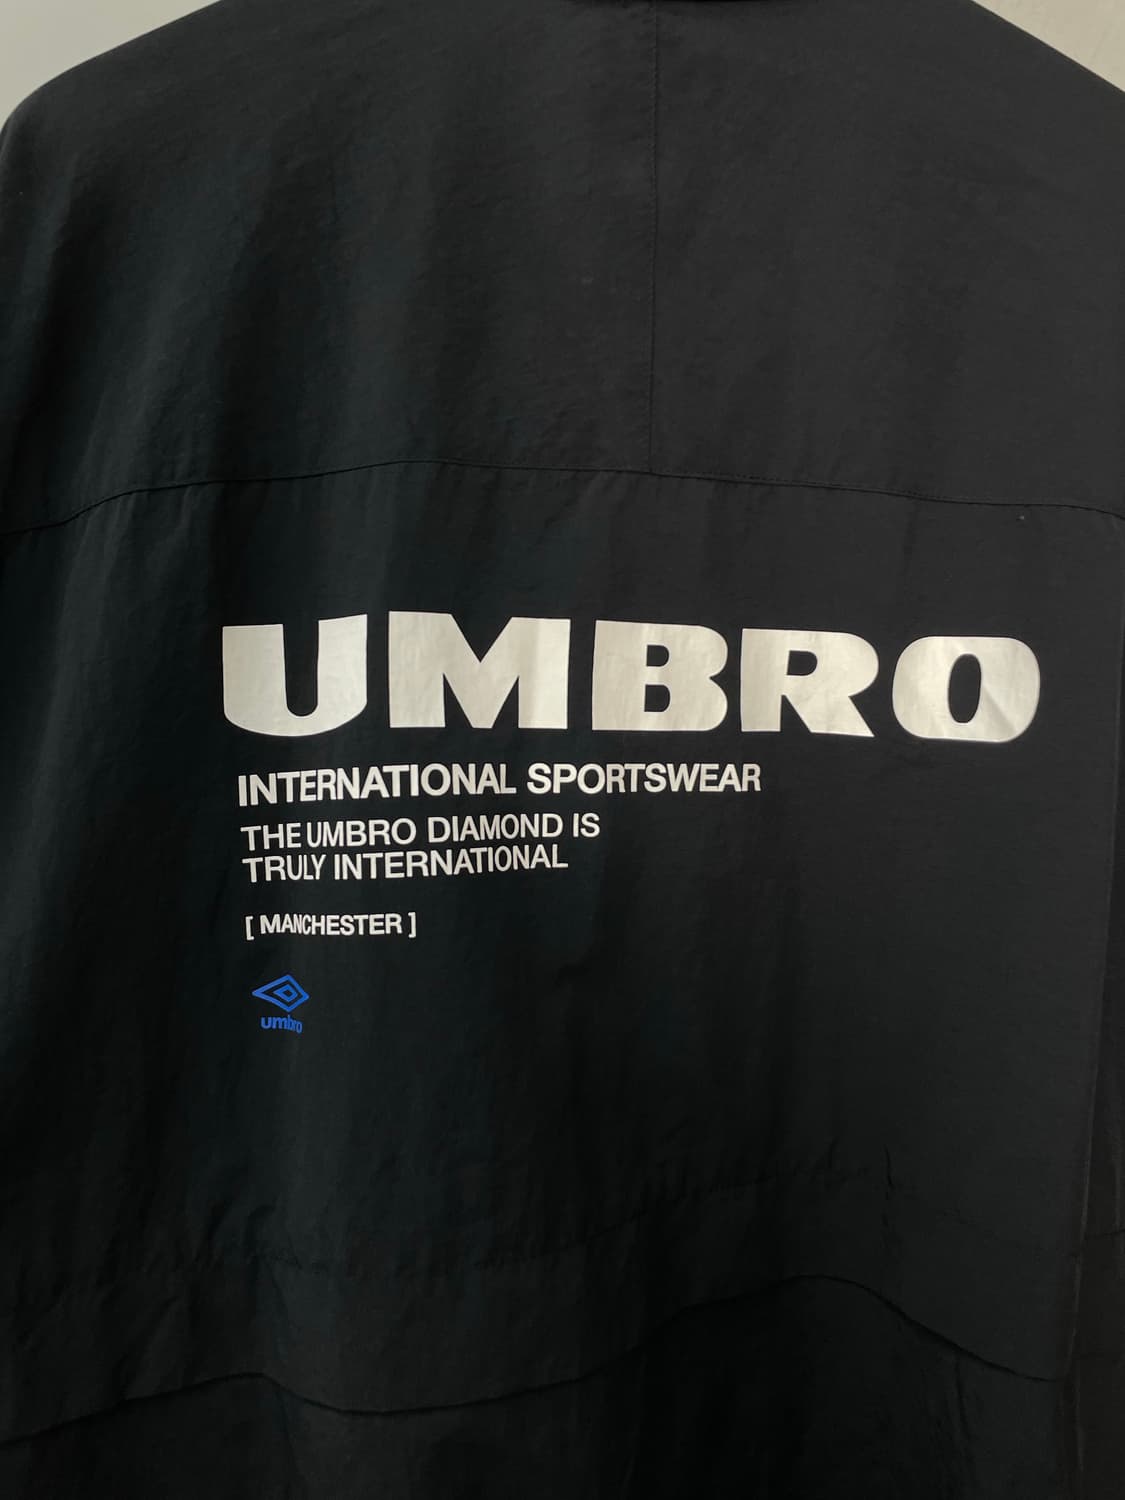 UMBRO
INTERNATIONAL SPORTSWEAR
THE UMBRO DIAMOND IS
TRULY INTERNATIONAL
[ MANCHESTER ]
umbro